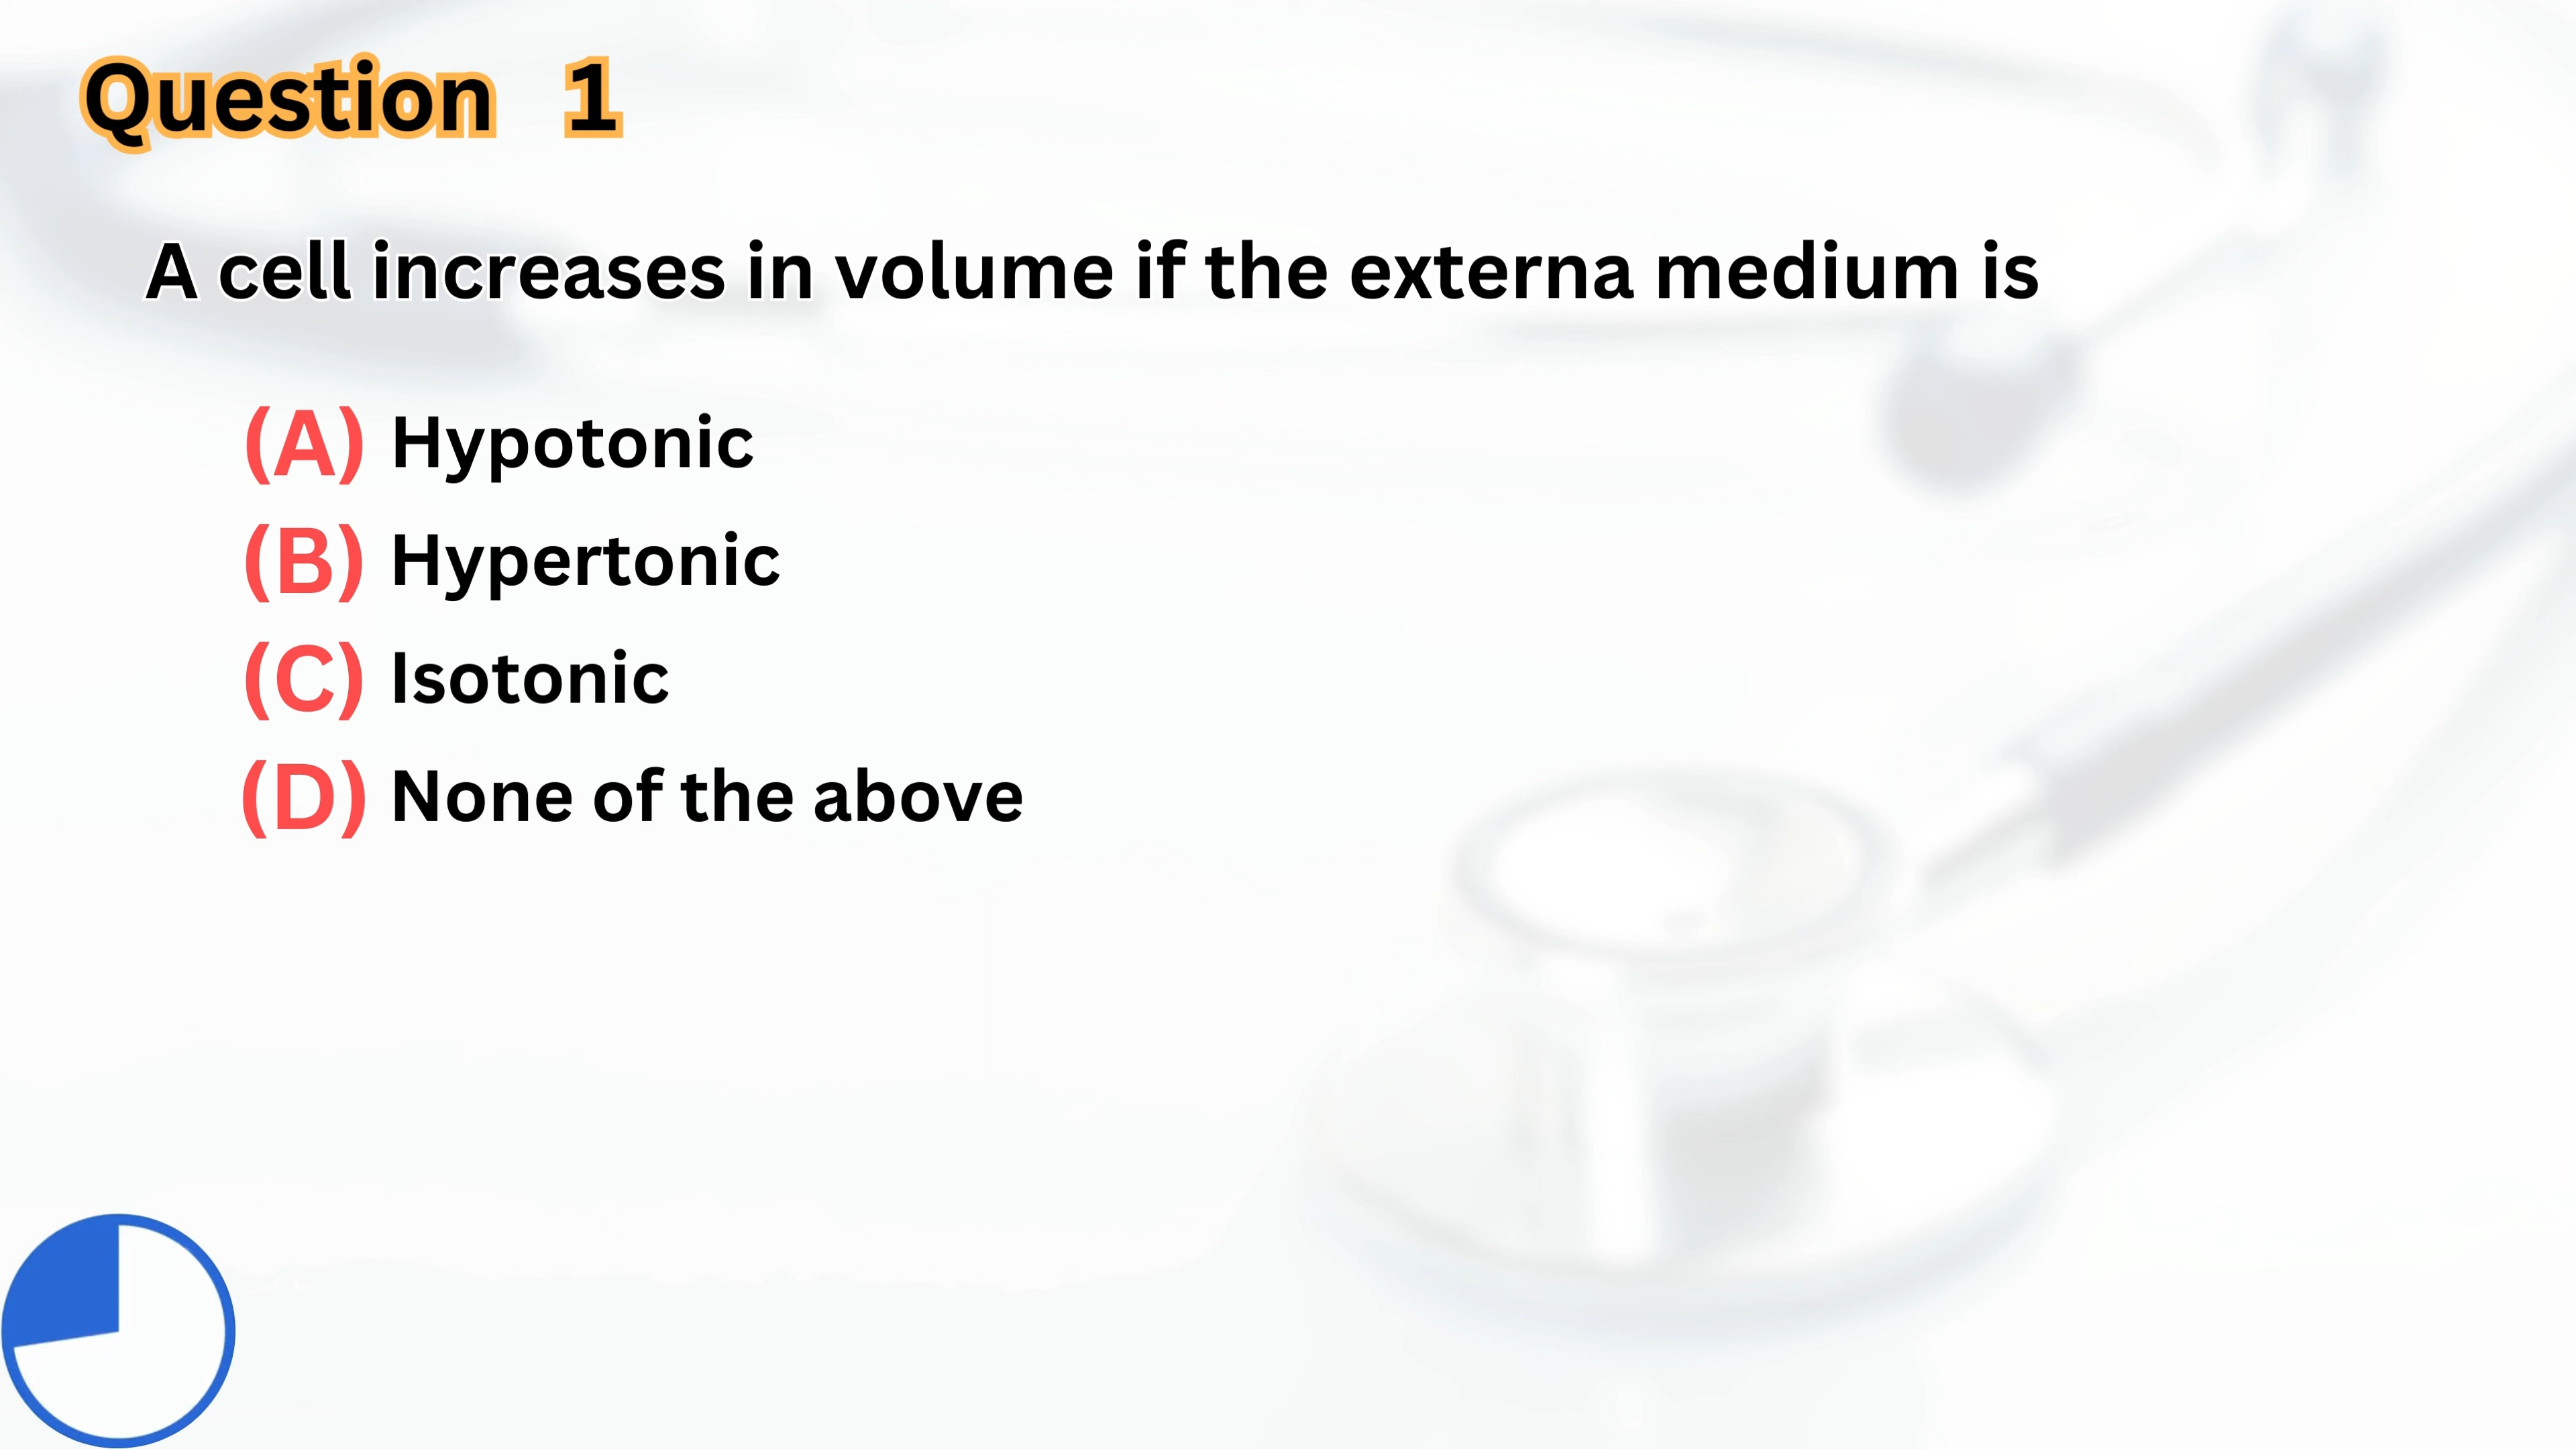 Question 1
A cell increases in volume if the externa medium is
(A) Hypotonic
(B) Hypertonic
(C) Isotonic
(D) None of the above